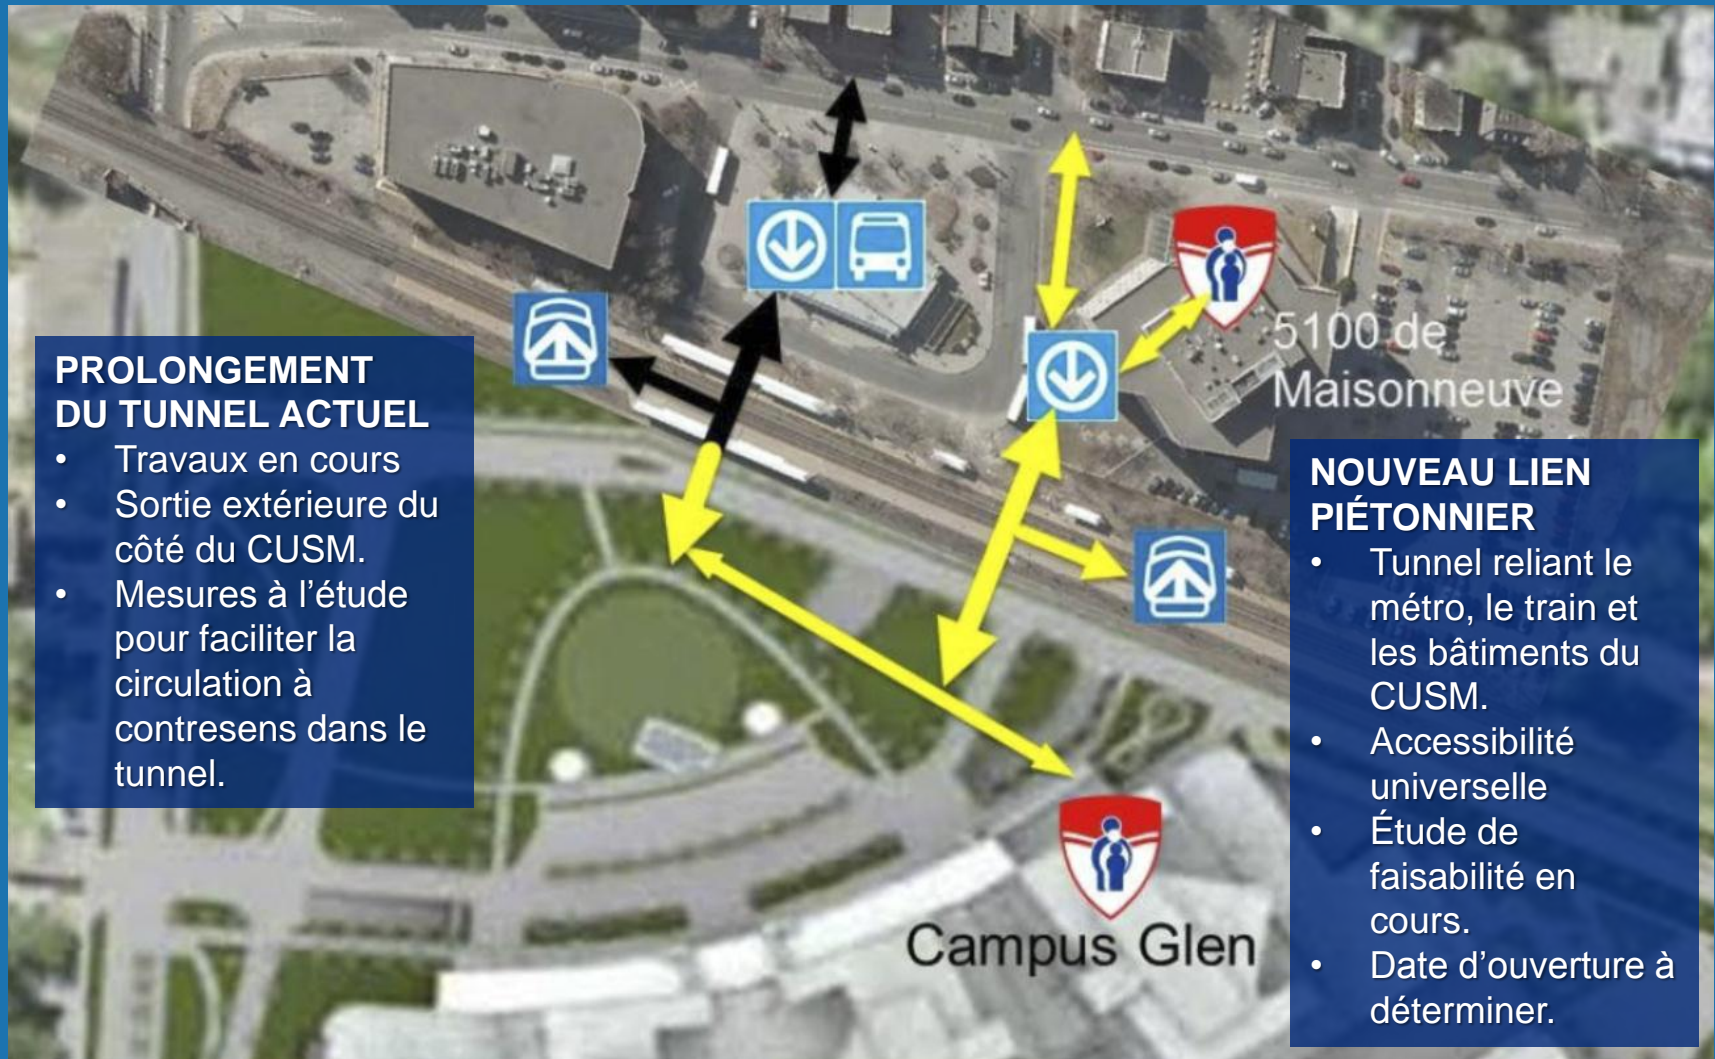 PROLONGEMENT
DU TUNNEL ACTUEL
• Travaux en cours
• Sortie extérieure du
côté du CUSM.
• Mesures à l’étude
pour faciliter la
circulation à
contresens dans le
tunnel.
5100 de
Maisonneuve
NOUVEAU LIEN
PIÉTONNIER
• Tunnel reliant le
métro, le train et
les bâtiments du
CUSM.
• Accessibilité
universelle
• Étude de
faisabilité en
cours.
• Date d’ouverture à
déterminer.
Campus Glen